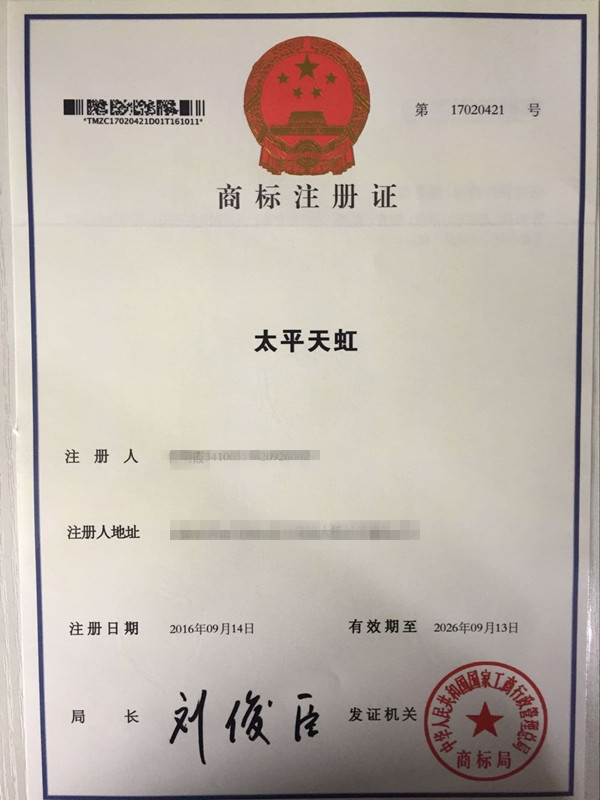 *TMZC17020421D01T161011*
第 17020421 号
商标注册证
太平天虹
注 册 人
注册人地址
注册日期 2016年09月14日 有效期至 2026年09月13日
局 长 刘俊臣 发证机关
中华人民共和国国家工商行政管理总局
商标局